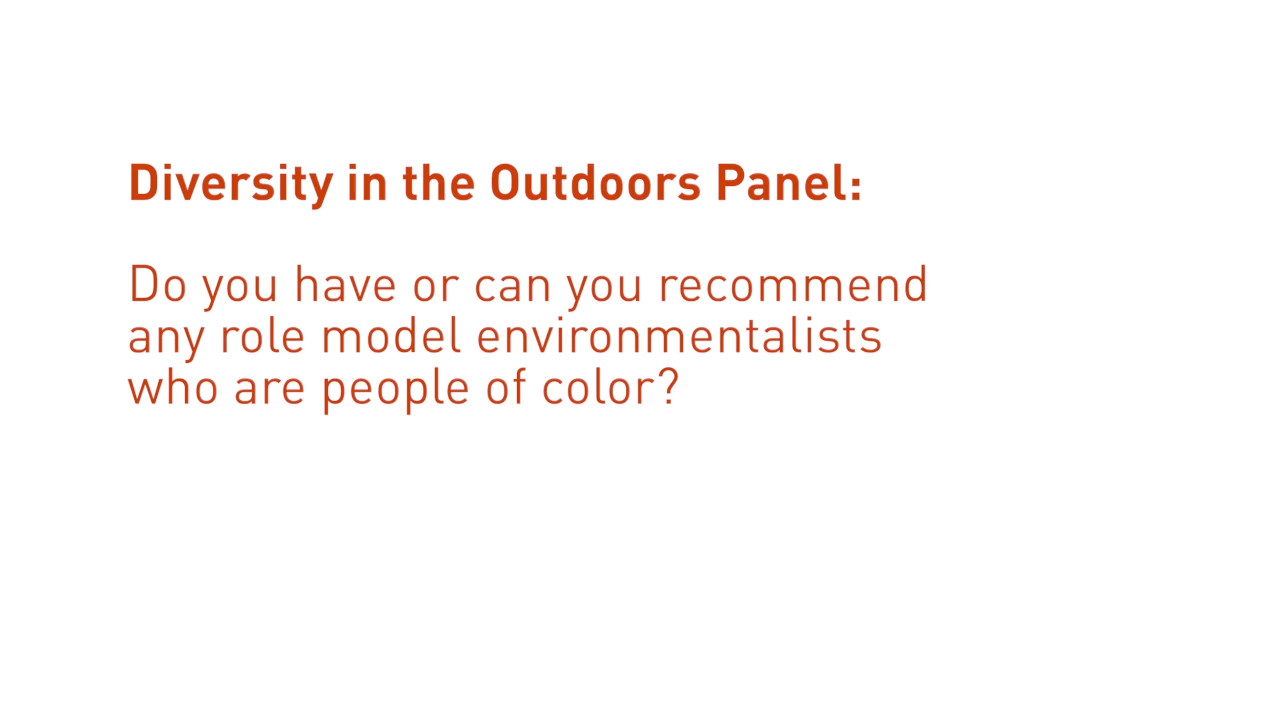 Diversity in the Outdoors Panel:
Do you have or can you recommend
any role model environmentalists
who are people of color?